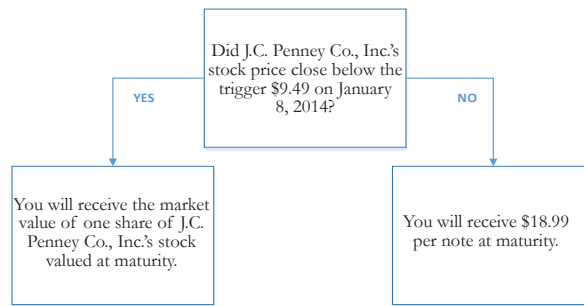 Did J.C. Penney Co., Inc.'s
stock price close below the
trigger $9.49 on January
8, 2014?
YES
NO
You will receive the market
value of one share of J.C.
Penney Co., Inc.'s stock
valued at maturity.
You will receive $18.99
per note at maturity.